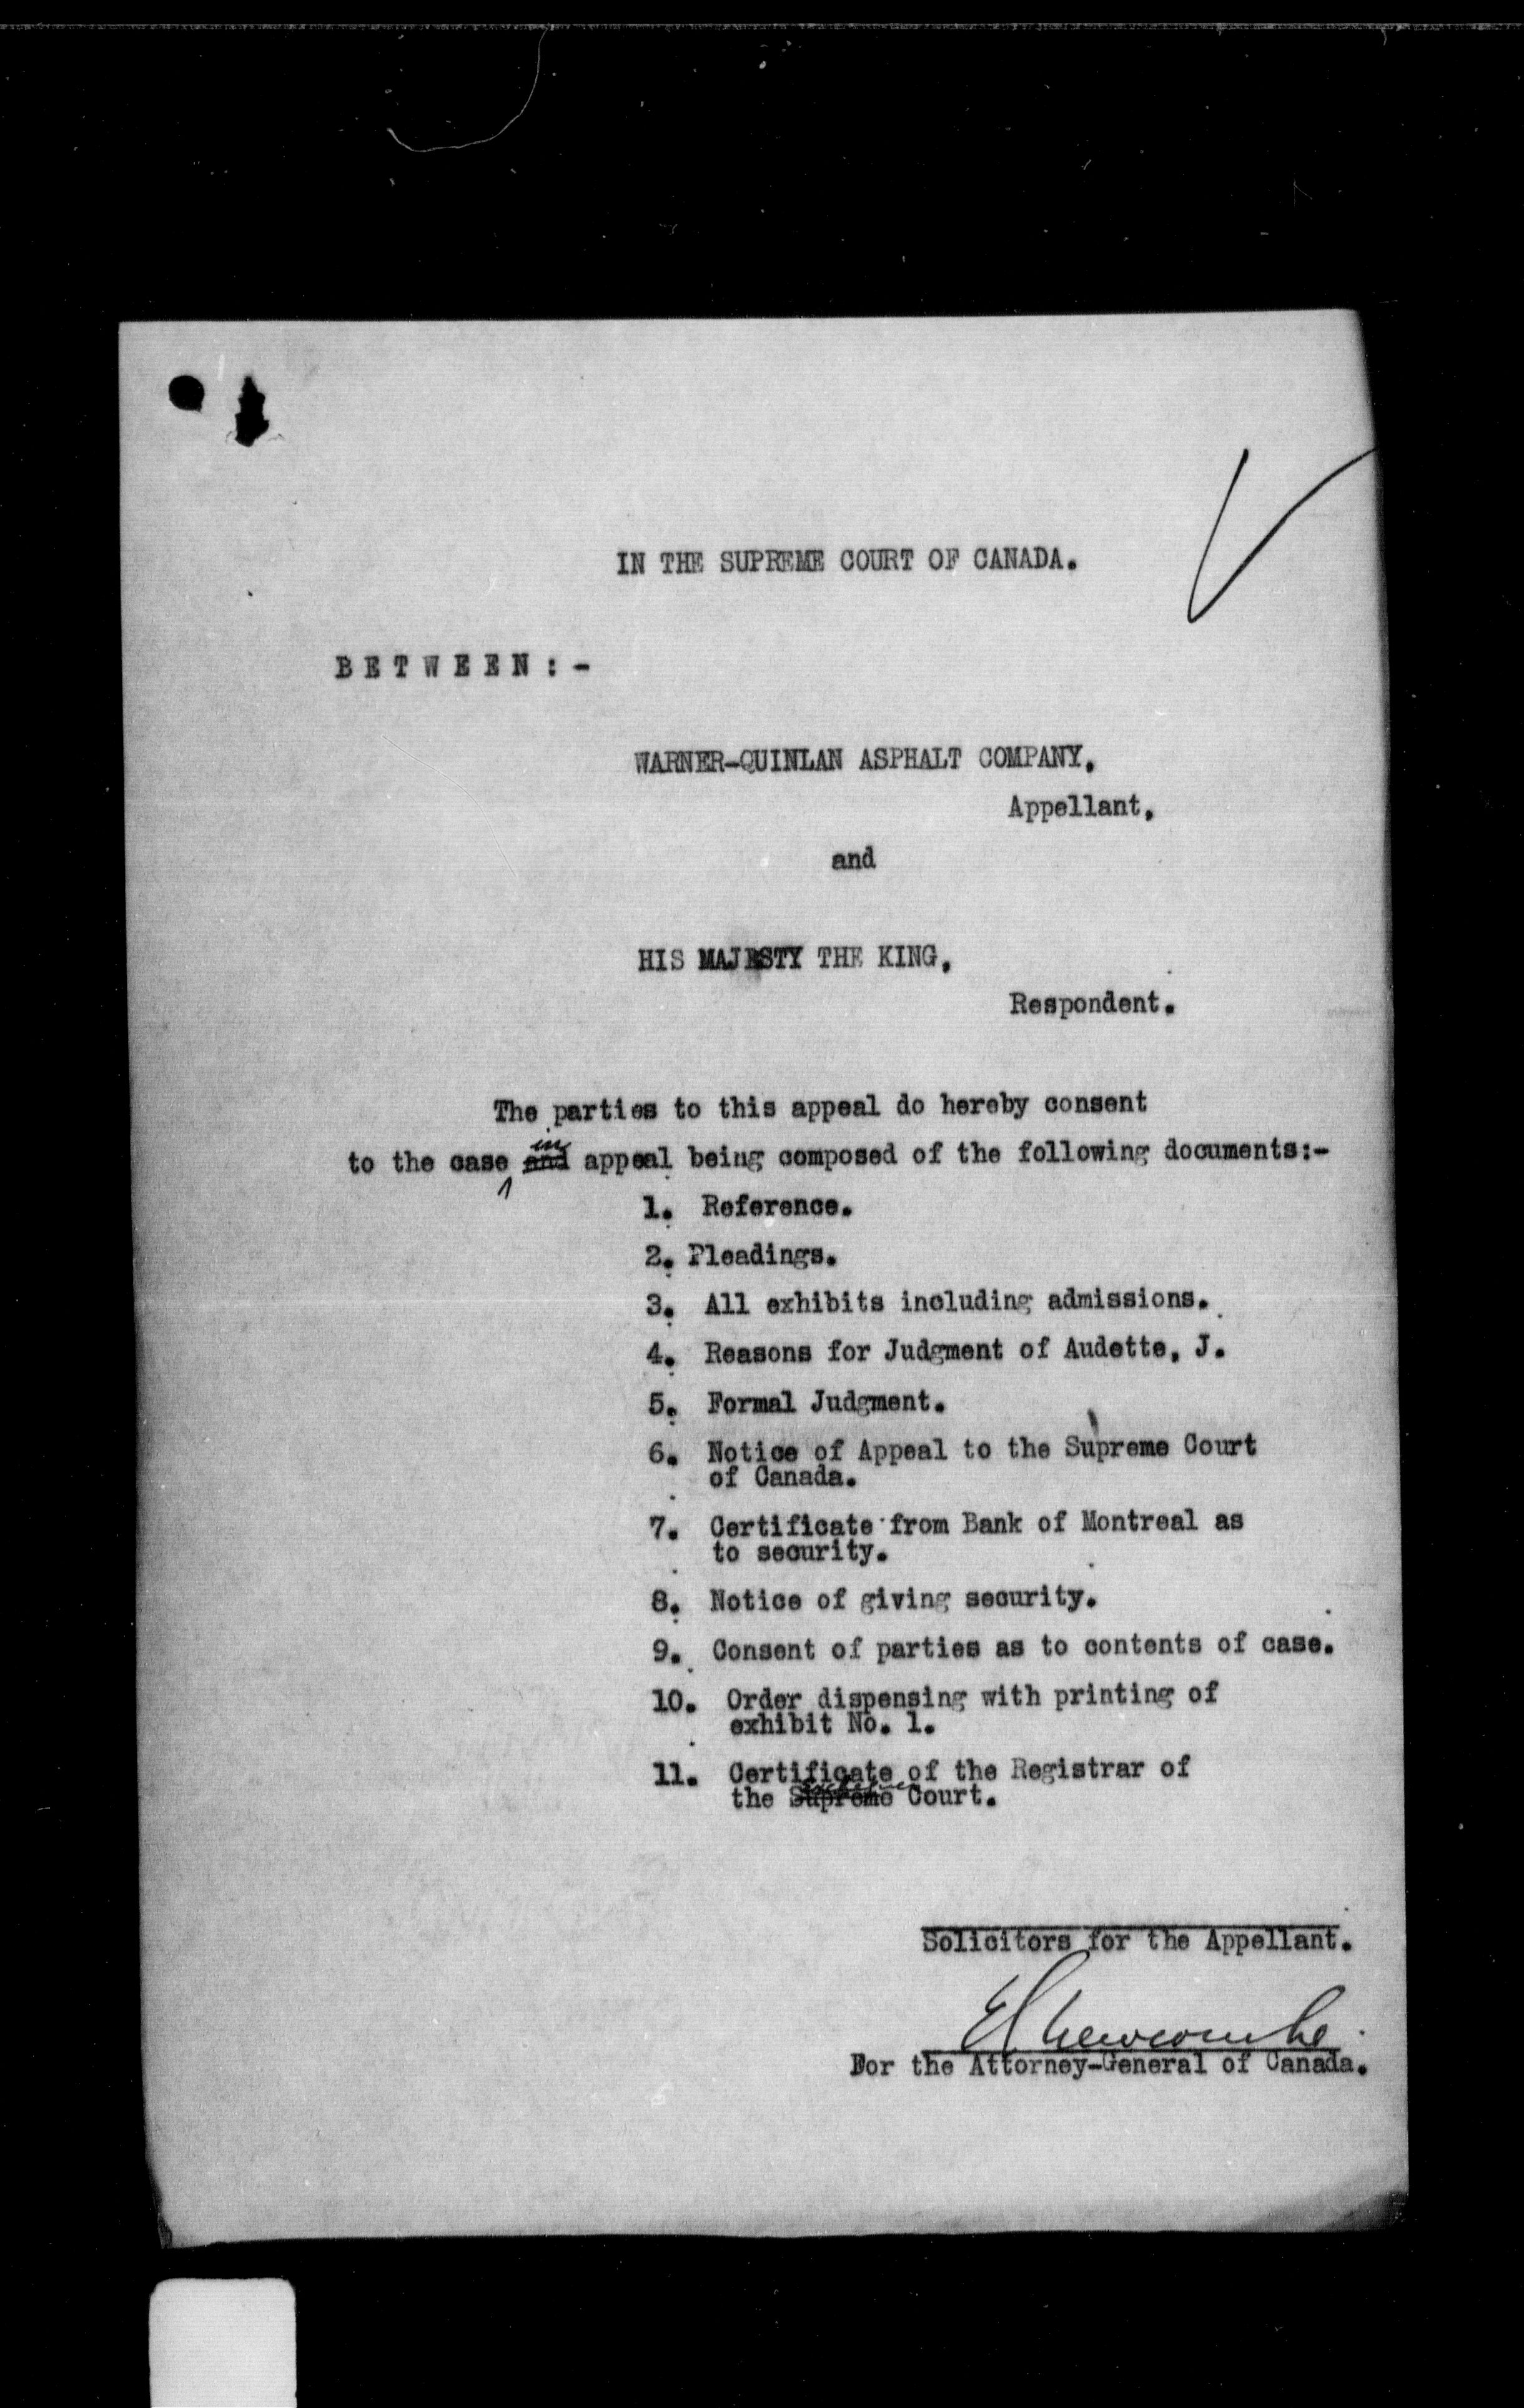 IN THE SUPREME COURT OF CANADA.
BETWEEN:-
WARNER-QUINLAN ASPHALT COMPANY,
Appellant,
and
HIS MAJESTY THE KING,
Respondent.
The parties to this appeal do hereby consent
in
to the case and appeal being composed of the following documents:-
1. Reference.
2. Pleadings.
3. All exhibits including admissions.
4. Reasons for Judgment of Audette, J.
5. Formal Judgment.
6. Notice of Appeal to the Supreme Court
of Canada.
7. Certificate from Bank of Montreal as
to security.
8. Notice of giving security.
9. Consent of parties as to contents of case.
10. Order dispensing with printing of
exhibit No. 1.
11. Certificate of the Registrar of
exchequer
the Supreme Court.
Solicitors for the Appellant.
E Newcombe
For the Attorney-General of Canada.